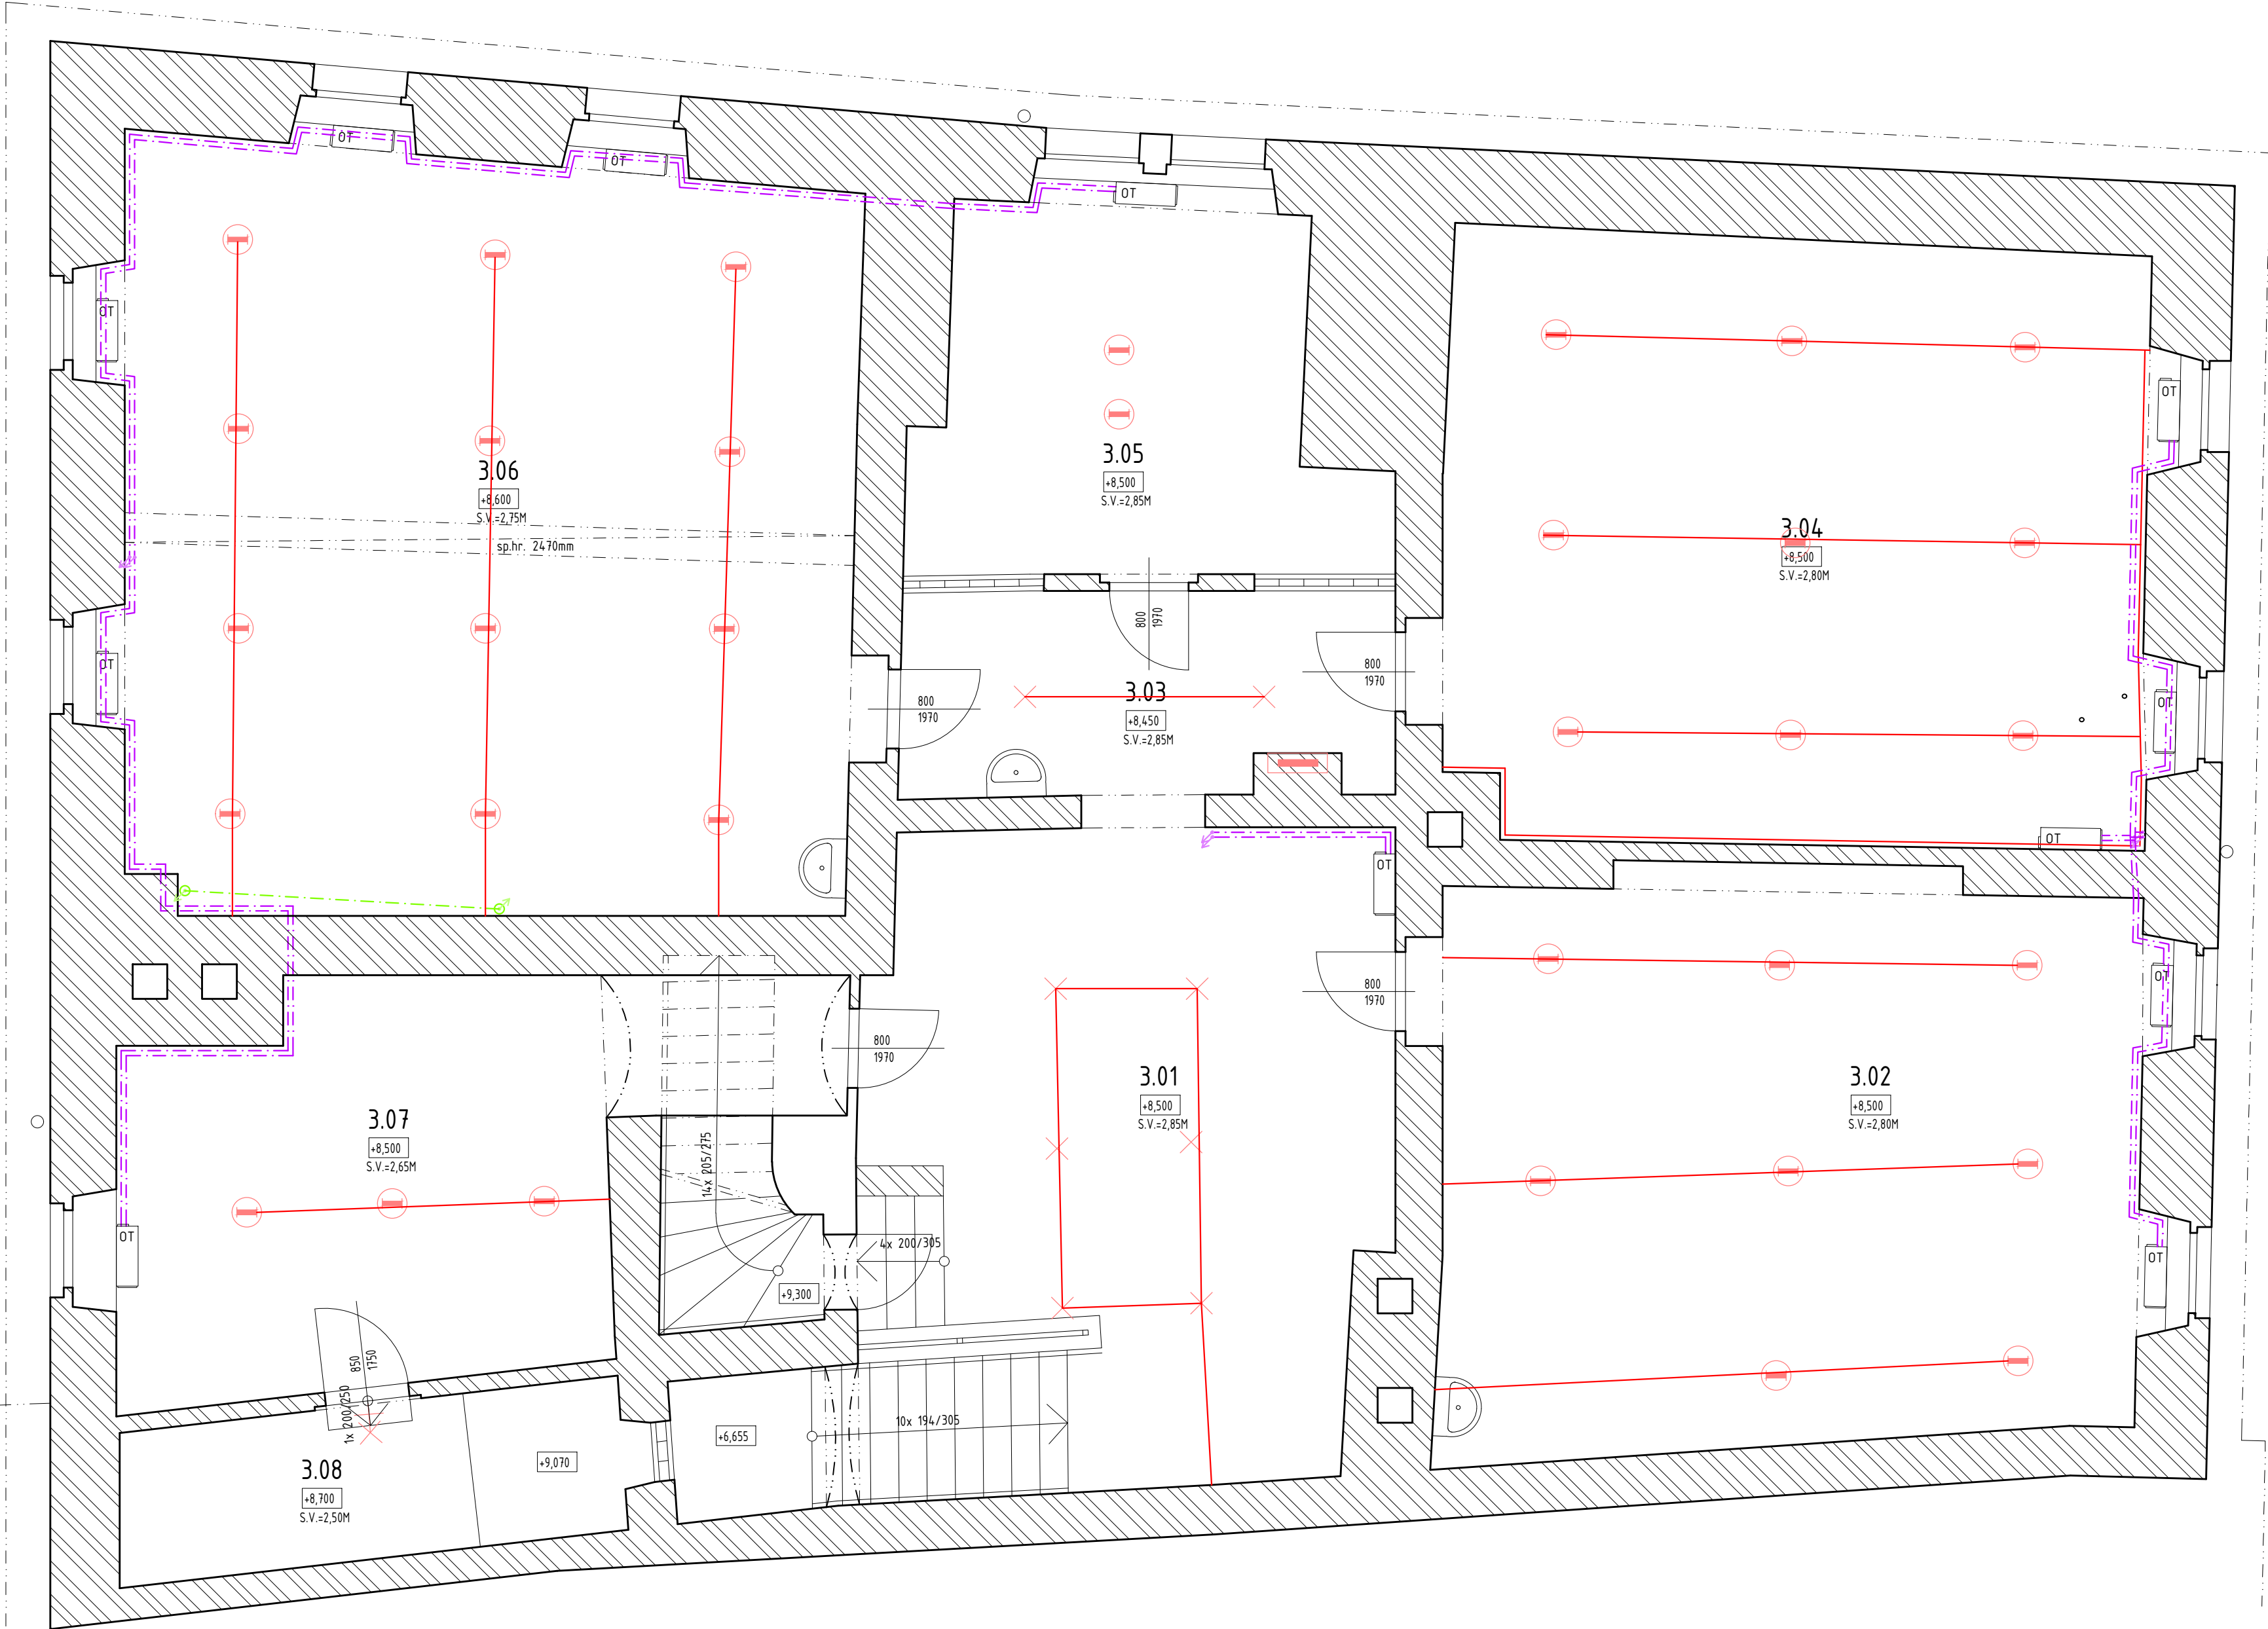 OT
OT
OT
OT
3.06
+8,600
S.V.=2,75M
sp.hr. 2470mm
OT
3.05
+8,500
S.V.=2,85M
OT
3.04
+8,500
S.V.=2,80M
800
1970
800
1970
OT
3.03
+8,450
S.V.=2,85M
800
1970
OT
OT
OT
800
1970
OT
800
1970
3.01
+8,500
S.V.=2,85M
3.02
+8,500
S.V.=2,80M
3.07
+8,500
S.V.=2,65M
14x 205/275
OT
4x 200/305
OT
+9,300
850
1750
1x 200/250
10x 194/305
+6,655
+9,070
3.08
+8,700
S.V.=2,50M